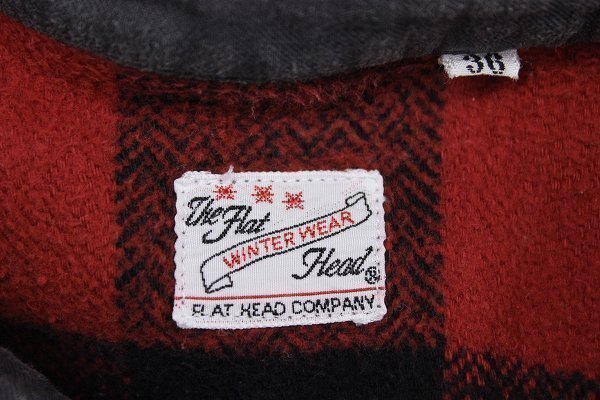 36
The Flat
WINTER WEAR
Head®
FLAT HEAD COMPANY